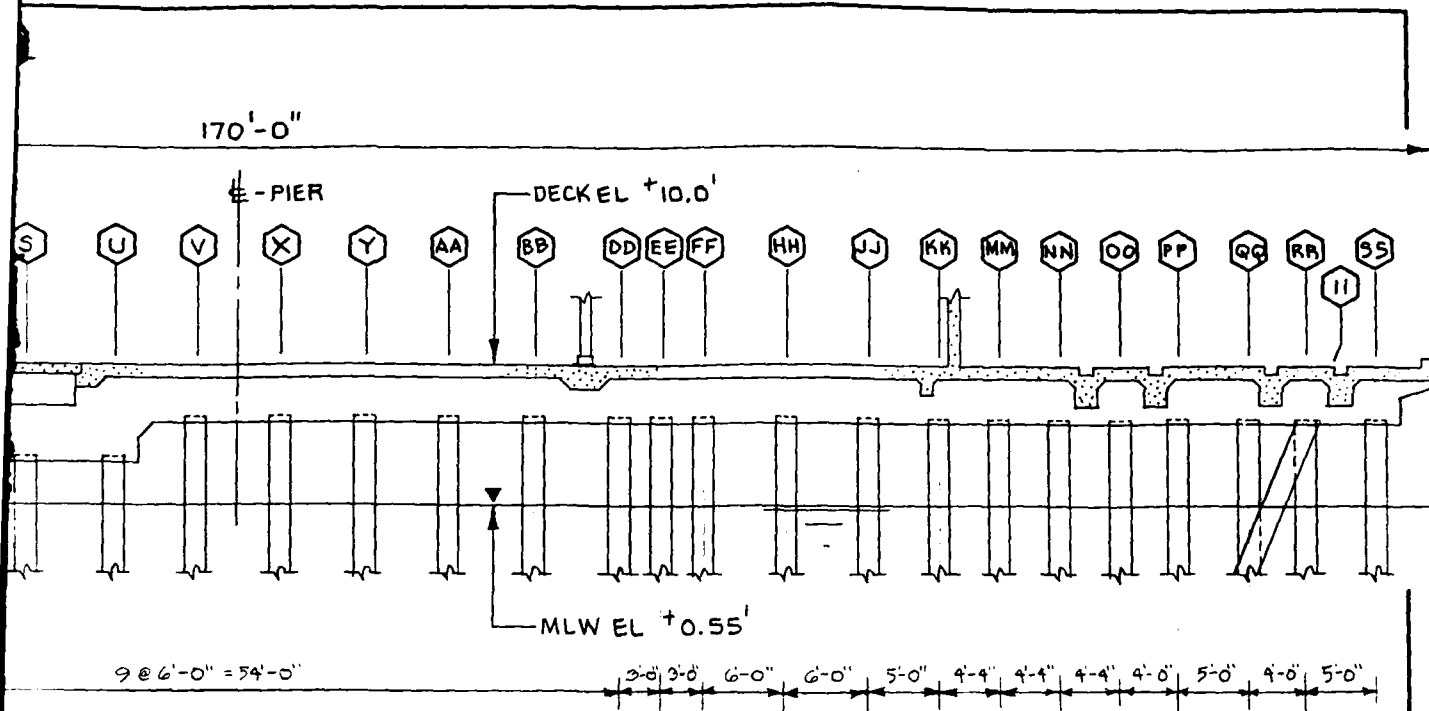 170'-0"
℄ - PIER
DECK EL +10.0'
S U V X Y AA BB DD EE FF HH JJ KK MM NN OO PP QQ RR SS
11
MLW EL +0.55'
9 @ 6'-0" = 54'-0" 3'-0" 3'-0" 6'-0" 6'-0" 5'-0" 4'-4" 4'-4" 4'-4" 4'-0" 5'-0" 4'-0" 5'-0"